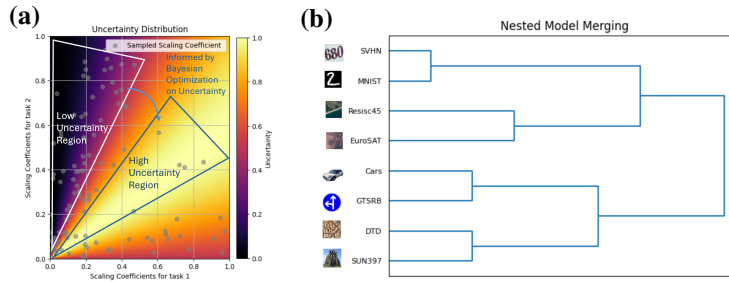 (a)
Uncertainty Distribution
Sampled Scaling Coefficient
Informed by
Bayesian
Optimization
on Uncertainty
Low
Uncertainty
Region
High
Uncertainty
Region
Scaling Coefficients for task 2
1.0
0.8
0.6
0.4
0.2
0.0
0.0 0.2 0.4 0.6 0.8 1.0
Scaling Coefficients for task 1
1.0
0.8
0.6
0.4
0.2
0.0
Uncertainty
(b)
Nested Model Merging
680
SVHN
2
MNIST
Resisc45
EuroSAT
Cars
GTSRB
DTD
SUN397